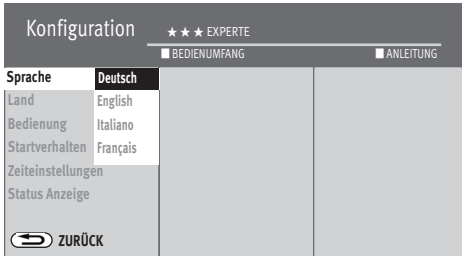 Konfiguration ★★★ EXPERTE
BEDIENUMFANG ANLEITUNG
Sprache Deutsch
Land English
Bedienung Italiano
Startverhalten Français
Zeiteinstellungen
Status Anzeige
ZURÜCK